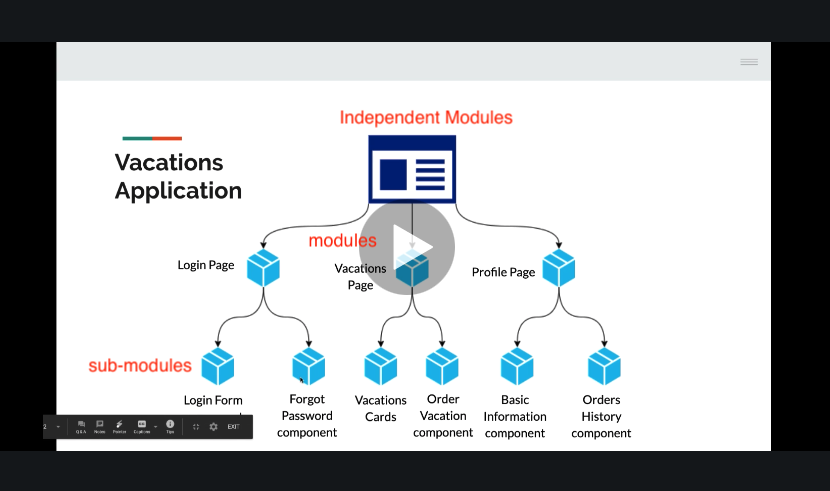 Independent Modules
Vacations
Application
modules
Login Page
Vacations
Page
Profile Page
sub-modules
Login Form
Forgot
Password
component
Vacations
Cards
Order
Vacation
component
Basic
Information
component
Orders
History
component
2
Q&A
Notes
Pointer
Captions
Tips
EXIT